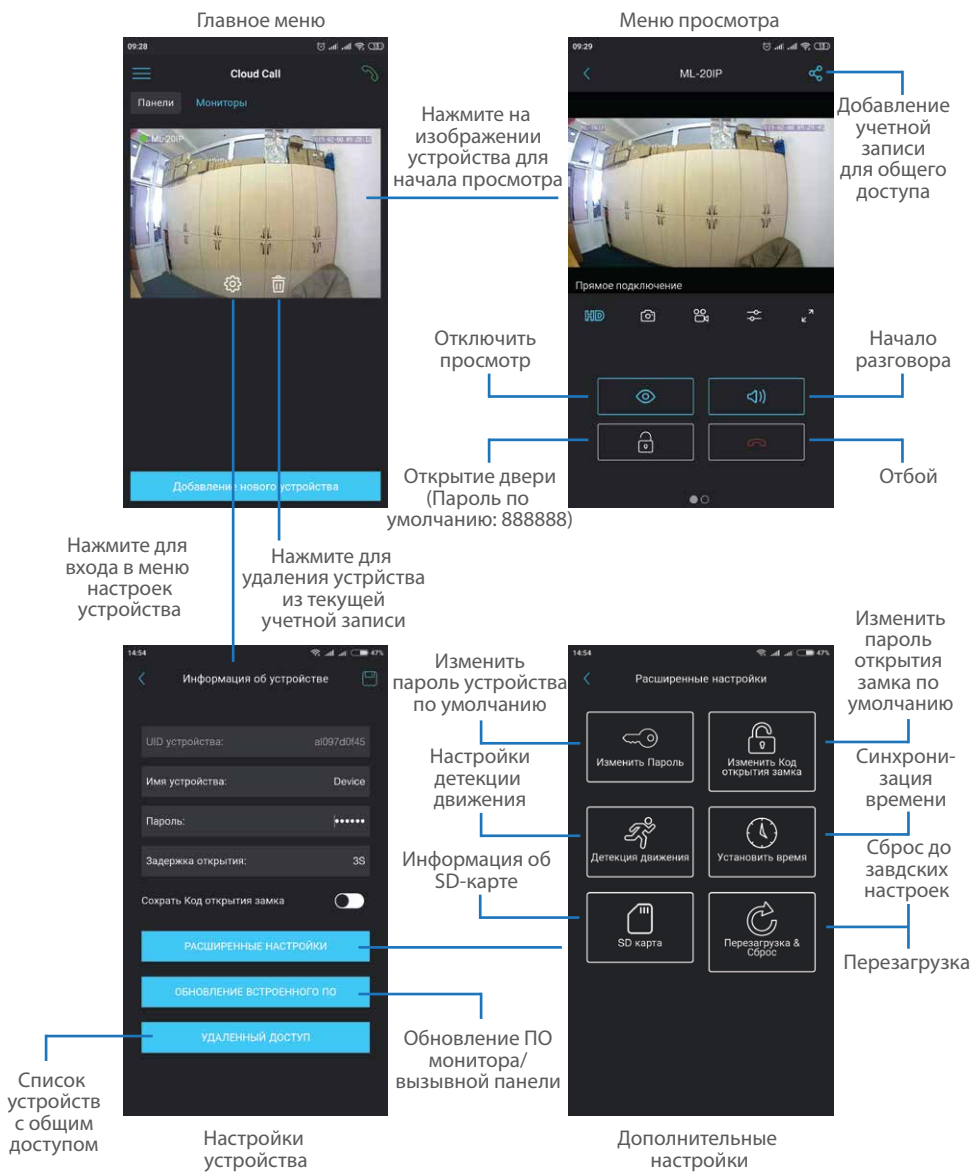 Главное меню
Меню просмотра
09:28
Cloud Call
Панели
Мониторы
ML-20IP
Нажмите на
изображении
устройства для
начала просмотра
Добавление нового устройства
09:29
ML-20IP
Прямое подключение
HD
Добавление
учетной
записи
для общего
доступа
Отключить
просмотр
Начало
разговора
Открытие двери
(Пароль по
умолчанию: 888888)
Отбой
Нажмите для
входа в меню
настроек
устройства
Нажмите для
удаления устрйства
из текущей
учетной записи
14:54
47%
Информация об устройстве
UID устройства:
al097d0f45
Имя устройства:
Device
Пароль:
••••••
Задержка открытия:
3S
Сохрать Код открытия замка
РАСШИРЕННЫЕ НАСТРОЙКИ
ОБНОВЛЕНИЕ ВСТРОЕННОГО ПО
УДАЛЕННЫЙ ДОСТУП
Список
устройств
с общим
доступом
Настройки
устройства
Изменить
пароль устройства
по умолчанию
Настройки
детекции
движения
Информация об
SD-карте
Обновление ПО
монитора/
вызывной панели
14:54
47%
Расширенные настройки
Изменить Пароль
Изменить Код
открытия замка
Детекция движения
Установить время
SD карта
Перезагрузка &
Сброс
Изменить
пароль
открытия
замка по
умолчанию
Синхрони-
зация
времени
Сброс до
завдских
настроек
Перезагрузка
Дополнительные
настройки